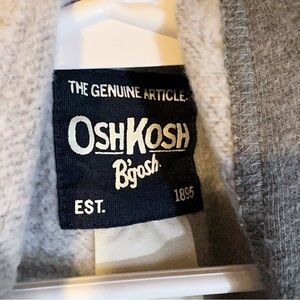 THE GENUINE ARTICLE.
OSHKOSH
B'gosh.
EST. 1895